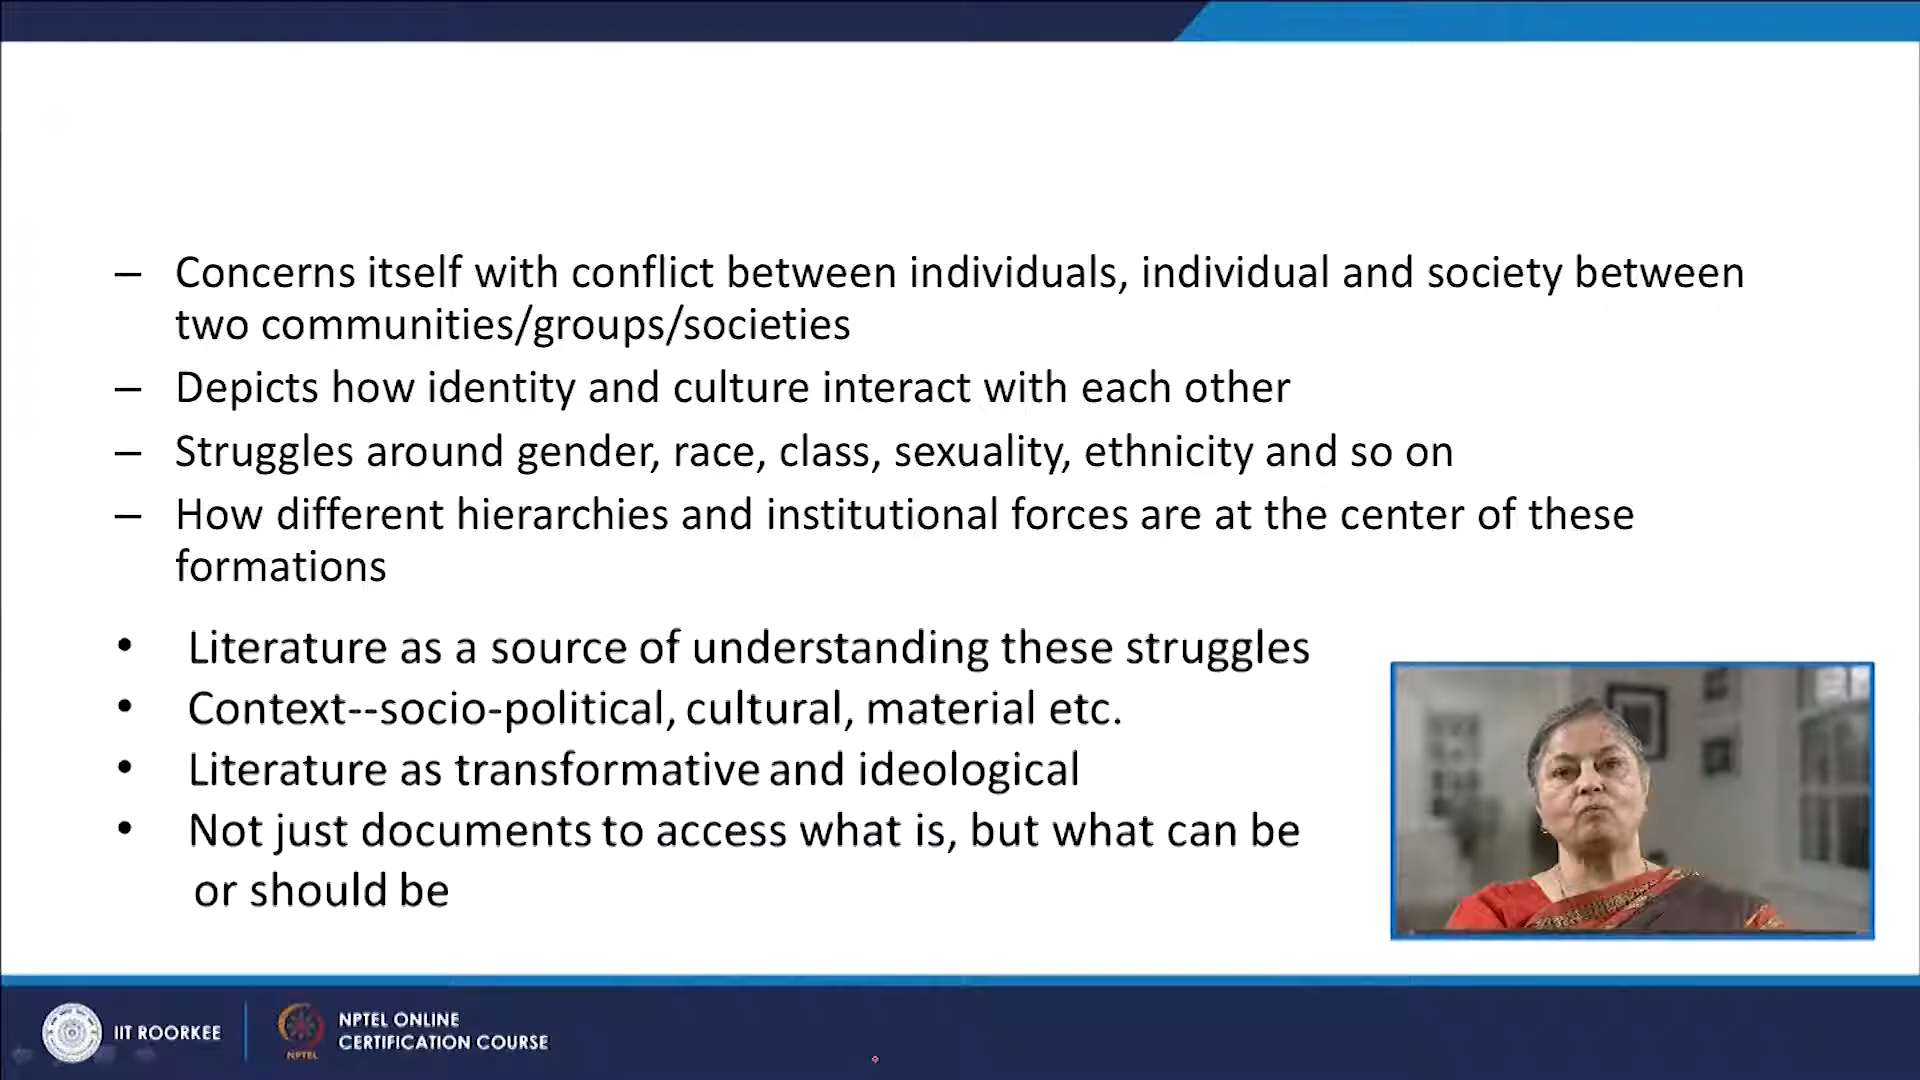 – Concerns itself with conflict between individuals, individual and society between
two communities/groups/societies
– Depicts how identity and culture interact with each other
– Struggles around gender, race, class, sexuality, ethnicity and so on
– How different hierarchies and institutional forces are at the center of these
formations
• Literature as a source of understanding these struggles
• Context--socio-political, cultural, material etc.
• Literature as transformative and ideological
• Not just documents to access what is, but what can be
or should be
IIT ROORKEE
NPTEL
NPTEL ONLINE
CERTIFICATION COURSE